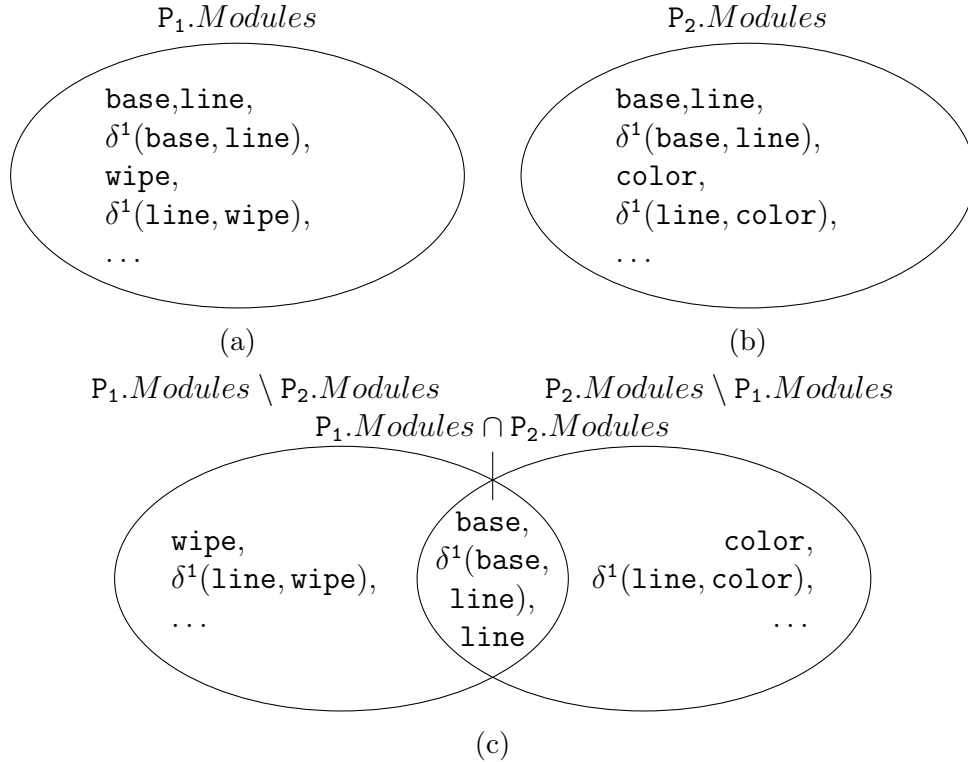 P₁.Modules
base,line,
δ¹(base, line),
wipe,
δ¹(line, wipe),
...
(a)
P₂.Modules
base,line,
δ¹(base, line),
color,
δ¹(line, color),
...
(b)
P₁.Modules \ P₂.Modules
P₂.Modules \ P₁.Modules
P₁.Modules ∩ P₂.Modules
wipe,
δ¹(line, wipe),
...
base,
δ¹(base,
line),
line
color,
δ¹(line, color),
...
(c)